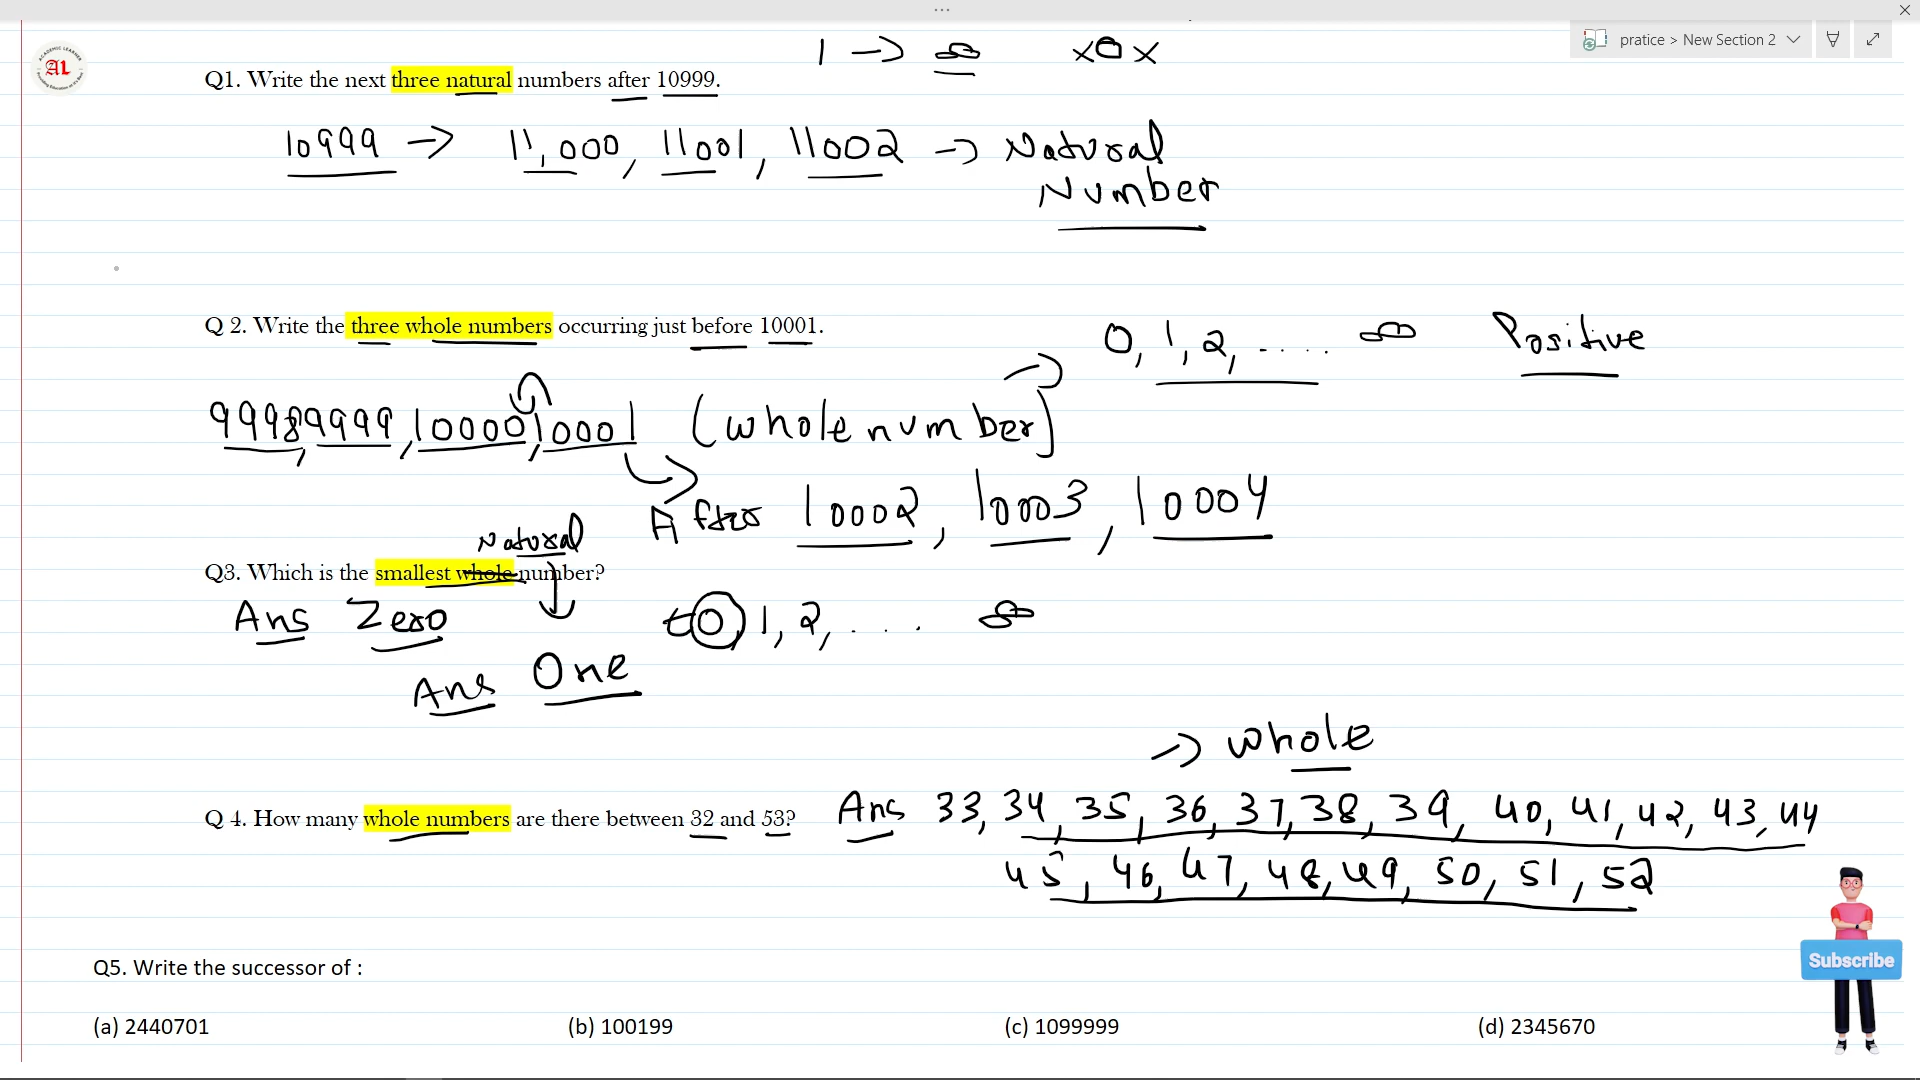 pratice > New Section 2
1 → ∞ x0x
AL
Q1. Write the next three natural numbers after 10999.
10999 → 11,000, 11001, 11002 → Natural
Number
Q 2. Write the three whole numbers occurring just before 10001.
0, 1, 2, ..... ∞ Positive
9998, 9999, 10000, 10001 (whole number)
After 10002, 10003, 10004
Natural
Q3. Which is the smallest whole number?
Ans Zero 0, 1, 2, .... ∞
Ans One
→ whole
Q 4. How many whole numbers are there between 32 and 53? Ans 33, 34, 35, 36, 37, 38, 39, 40, 41, 42, 43, 44
45, 46, 47, 48, 49, 50, 51, 52
Subscribe
Q5. Write the successor of :
(a) 2440701 (b) 100199 (c) 1099999 (d) 2345670